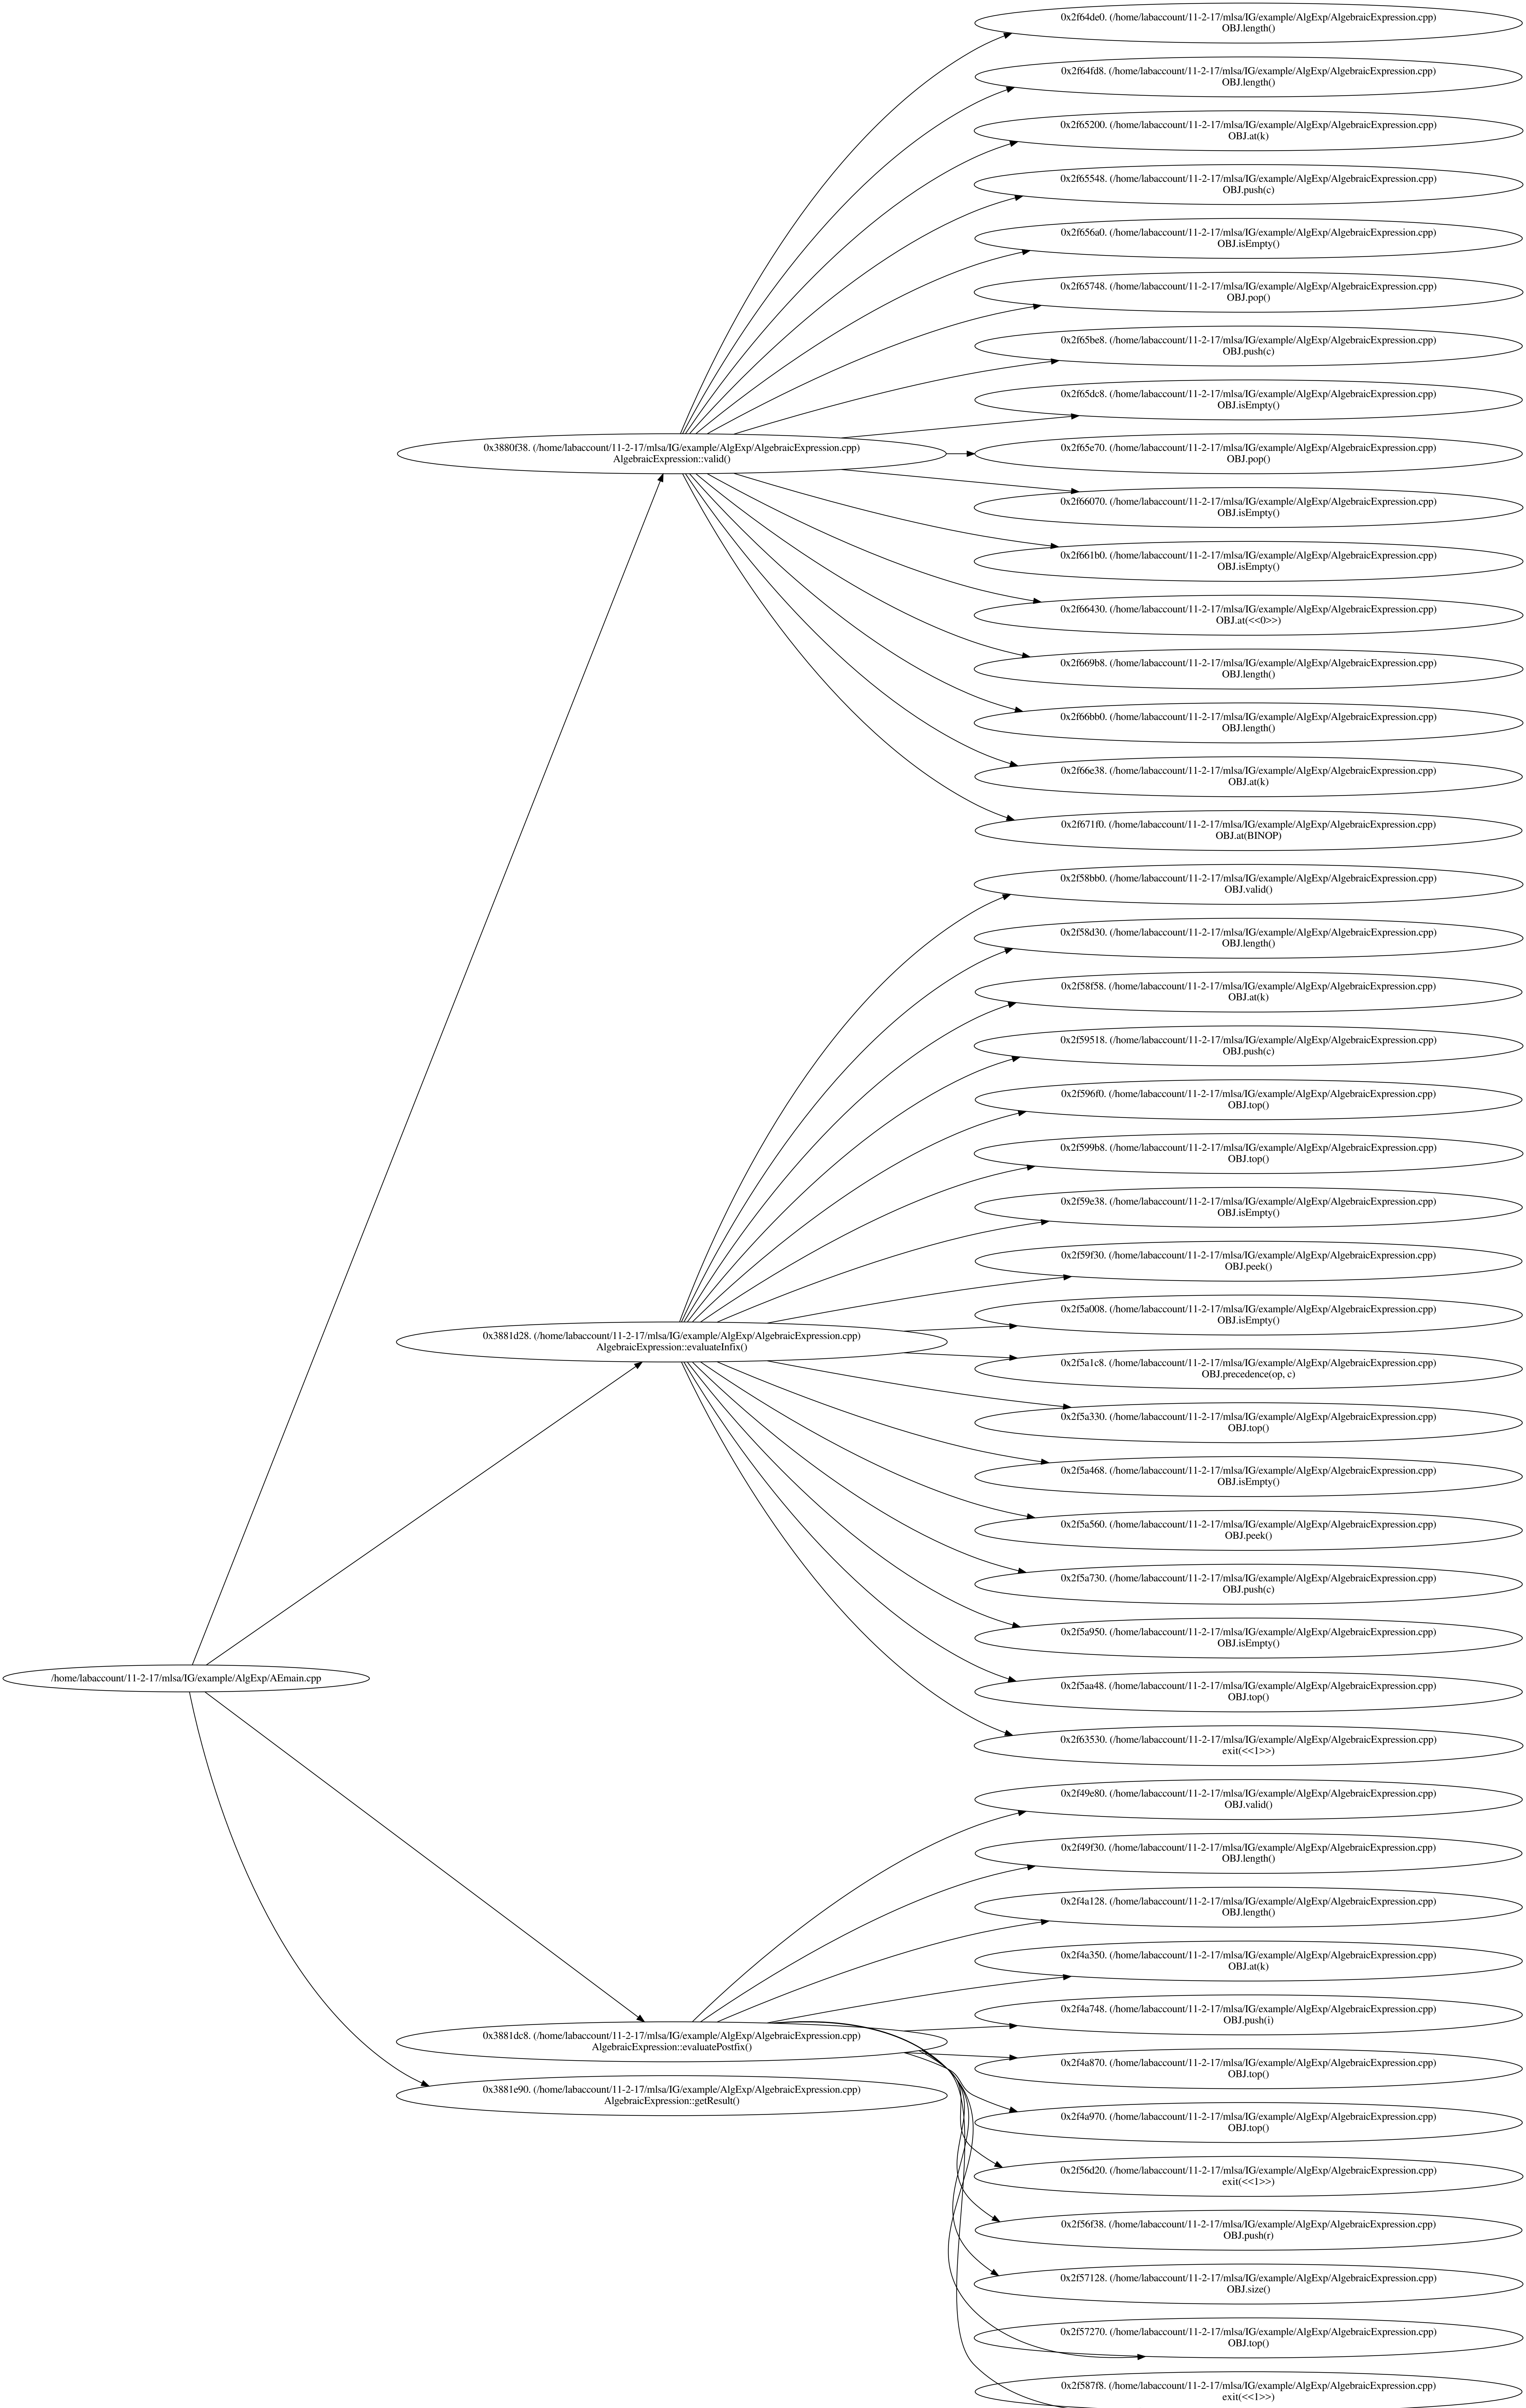 0x2f64de0. (/home/labaccount/11-2-17/mlsa/IG/example/AlgExp/AlgebraicExpression.cpp)
OBJ.length()
0x2f64fd8. (/home/labaccount/11-2-17/mlsa/IG/example/AlgExp/AlgebraicExpression.cpp)
OBJ.length()
0x2f65200. (/home/labaccount/11-2-17/mlsa/IG/example/AlgExp/AlgebraicExpression.cpp)
OBJ.at(k)
0x2f65548. (/home/labaccount/11-2-17/mlsa/IG/example/AlgExp/AlgebraicExpression.cpp)
OBJ.push(c)
0x2f656a0. (/home/labaccount/11-2-17/mlsa/IG/example/AlgExp/AlgebraicExpression.cpp)
OBJ.isEmpty()
0x2f65748. (/home/labaccount/11-2-17/mlsa/IG/example/AlgExp/AlgebraicExpression.cpp)
OBJ.pop()
0x2f65be8. (/home/labaccount/11-2-17/mlsa/IG/example/AlgExp/AlgebraicExpression.cpp)
OBJ.push(c)
0x2f65dc8. (/home/labaccount/11-2-17/mlsa/IG/example/AlgExp/AlgebraicExpression.cpp)
OBJ.isEmpty()
0x3880f38. (/home/labaccount/11-2-17/mlsa/IG/example/AlgExp/AlgebraicExpression.cpp)
AlgebraicExpression::valid()
0x2f65e70. (/home/labaccount/11-2-17/mlsa/IG/example/AlgExp/AlgebraicExpression.cpp)
OBJ.pop()
0x2f66070. (/home/labaccount/11-2-17/mlsa/IG/example/AlgExp/AlgebraicExpression.cpp)
OBJ.isEmpty()
0x2f661b0. (/home/labaccount/11-2-17/mlsa/IG/example/AlgExp/AlgebraicExpression.cpp)
OBJ.isEmpty()
0x2f66430. (/home/labaccount/11-2-17/mlsa/IG/example/AlgExp/AlgebraicExpression.cpp)
OBJ.at(<<0>>)
0x2f669b8. (/home/labaccount/11-2-17/mlsa/IG/example/AlgExp/AlgebraicExpression.cpp)
OBJ.length()
0x2f66bb0. (/home/labaccount/11-2-17/mlsa/IG/example/AlgExp/AlgebraicExpression.cpp)
OBJ.length()
0x2f66e38. (/home/labaccount/11-2-17/mlsa/IG/example/AlgExp/AlgebraicExpression.cpp)
OBJ.at(k)
0x2f671f0. (/home/labaccount/11-2-17/mlsa/IG/example/AlgExp/AlgebraicExpression.cpp)
OBJ.at(BINOP)
0x2f58bb0. (/home/labaccount/11-2-17/mlsa/IG/example/AlgExp/AlgebraicExpression.cpp)
OBJ.valid()
0x2f58d30. (/home/labaccount/11-2-17/mlsa/IG/example/AlgExp/AlgebraicExpression.cpp)
OBJ.length()
0x2f58f58. (/home/labaccount/11-2-17/mlsa/IG/example/AlgExp/AlgebraicExpression.cpp)
OBJ.at(k)
0x2f59518. (/home/labaccount/11-2-17/mlsa/IG/example/AlgExp/AlgebraicExpression.cpp)
OBJ.push(c)
0x2f596f0. (/home/labaccount/11-2-17/mlsa/IG/example/AlgExp/AlgebraicExpression.cpp)
OBJ.top()
0x2f599b8. (/home/labaccount/11-2-17/mlsa/IG/example/AlgExp/AlgebraicExpression.cpp)
OBJ.top()
0x2f59e38. (/home/labaccount/11-2-17/mlsa/IG/example/AlgExp/AlgebraicExpression.cpp)
OBJ.isEmpty()
0x2f59f30. (/home/labaccount/11-2-17/mlsa/IG/example/AlgExp/AlgebraicExpression.cpp)
OBJ.peek()
0x2f5a008. (/home/labaccount/11-2-17/mlsa/IG/example/AlgExp/AlgebraicExpression.cpp)
OBJ.isEmpty()
0x3881d28. (/home/labaccount/11-2-17/mlsa/IG/example/AlgExp/AlgebraicExpression.cpp)
AlgebraicExpression::evaluateInfix()
0x2f5a1c8. (/home/labaccount/11-2-17/mlsa/IG/example/AlgExp/AlgebraicExpression.cpp)
OBJ.precedence(op, c)
0x2f5a330. (/home/labaccount/11-2-17/mlsa/IG/example/AlgExp/AlgebraicExpression.cpp)
OBJ.top()
0x2f5a468. (/home/labaccount/11-2-17/mlsa/IG/example/AlgExp/AlgebraicExpression.cpp)
OBJ.isEmpty()
0x2f5a560. (/home/labaccount/11-2-17/mlsa/IG/example/AlgExp/AlgebraicExpression.cpp)
OBJ.peek()
0x2f5a730. (/home/labaccount/11-2-17/mlsa/IG/example/AlgExp/AlgebraicExpression.cpp)
OBJ.push(c)
0x2f5a950. (/home/labaccount/11-2-17/mlsa/IG/example/AlgExp/AlgebraicExpression.cpp)
OBJ.isEmpty()
/home/labaccount/11-2-17/mlsa/IG/example/AlgExp/AEmain.cpp
0x2f5aa48. (/home/labaccount/11-2-17/mlsa/IG/example/AlgExp/AlgebraicExpression.cpp)
OBJ.top()
0x2f63530. (/home/labaccount/11-2-17/mlsa/IG/example/AlgExp/AlgebraicExpression.cpp)
exit(<<1>>)
0x2f49e80. (/home/labaccount/11-2-17/mlsa/IG/example/AlgExp/AlgebraicExpression.cpp)
OBJ.valid()
0x2f49f30. (/home/labaccount/11-2-17/mlsa/IG/example/AlgExp/AlgebraicExpression.cpp)
OBJ.length()
0x2f4a128. (/home/labaccount/11-2-17/mlsa/IG/example/AlgExp/AlgebraicExpression.cpp)
OBJ.length()
0x2f4a350. (/home/labaccount/11-2-17/mlsa/IG/example/AlgExp/AlgebraicExpression.cpp)
OBJ.at(k)
0x2f4a748. (/home/labaccount/11-2-17/mlsa/IG/example/AlgExp/AlgebraicExpression.cpp)
OBJ.push(i)
0x3881dc8. (/home/labaccount/11-2-17/mlsa/IG/example/AlgExp/AlgebraicExpression.cpp)
AlgebraicExpression::evaluatePostfix()
0x2f4a870. (/home/labaccount/11-2-17/mlsa/IG/example/AlgExp/AlgebraicExpression.cpp)
OBJ.top()
0x3881e90. (/home/labaccount/11-2-17/mlsa/IG/example/AlgExp/AlgebraicExpression.cpp)
AlgebraicExpression::getResult()
0x2f4a970. (/home/labaccount/11-2-17/mlsa/IG/example/AlgExp/AlgebraicExpression.cpp)
OBJ.top()
0x2f56d20. (/home/labaccount/11-2-17/mlsa/IG/example/AlgExp/AlgebraicExpression.cpp)
exit(<<1>>)
0x2f56f38. (/home/labaccount/11-2-17/mlsa/IG/example/AlgExp/AlgebraicExpression.cpp)
OBJ.push(r)
0x2f57128. (/home/labaccount/11-2-17/mlsa/IG/example/AlgExp/AlgebraicExpression.cpp)
OBJ.size()
0x2f57270. (/home/labaccount/11-2-17/mlsa/IG/example/AlgExp/AlgebraicExpression.cpp)
OBJ.top()
0x2f587f8. (/home/labaccount/11-2-17/mlsa/IG/example/AlgExp/AlgebraicExpression.cpp)
exit(<<1>>)